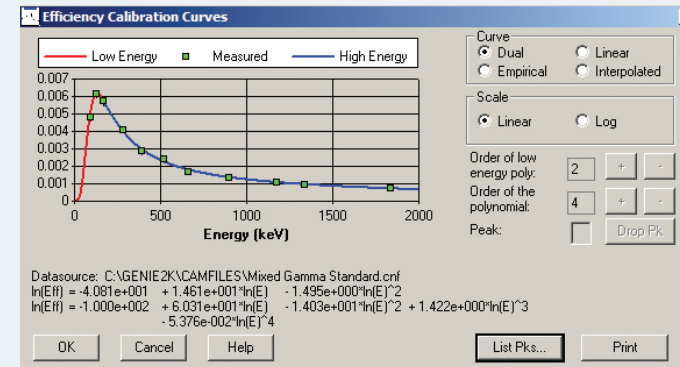 Efficiency Calibration Curves
Low Energy Measured High Energy
0.007
0.006
0.005
0.004
0.003
0.002
0.001
0
0 500 1000 1500 2000
Energy (keV)
Curve
Dual Linear
Empirical Interpolated
Scale
Linear Log
Order of low
energy poly: 2 + -
Order of the
polynomial: 4 + -
Peak: Drop Pk
Datasource: C:\GENIE2K\CAMFILES\Mixed Gamma Standard.cnf
ln(Eff) = -4.081e+001 + 1.461e+001*ln(E) - 1.495e+000*ln(E)^2
ln(Eff) = -1.000e+002 + 6.031e+001*ln(E) - 1.403e+001*ln(E)^2 + 1.422e+000*ln(E)^3
- 5.376e-002*ln(E)^4
OK Cancel Help List Pks... Print